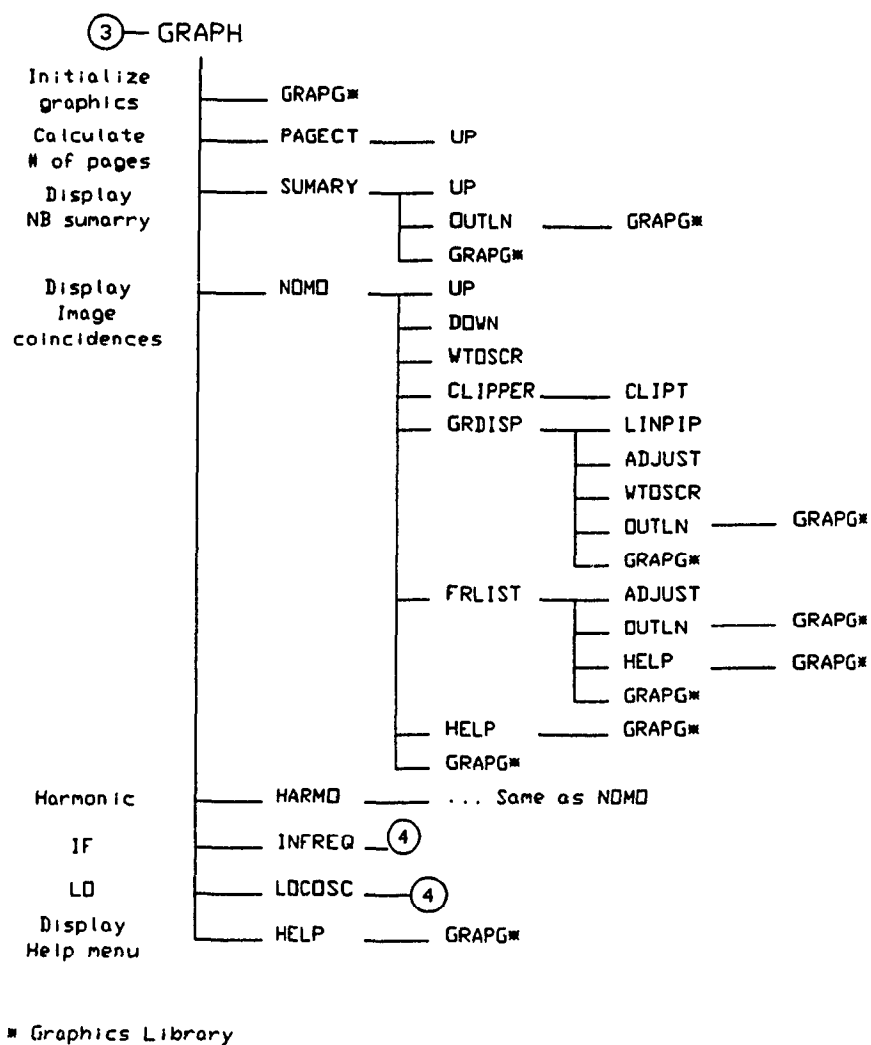 3 GRAPH
Initialize
graphics
GRAPG*
Calculate
# of pages
PAGECT UP
Display
NB sumarry
SUMARY UP
OUTLN GRAPG*
GRAPG*
Display
Image
coincidences
NOMO UP
DOWN
WTOSCR
CLIPPER CLIPT
GRDISP LINPIP
ADJUST
WTOSCR
OUTLN GRAPG*
GRAPG*
FRLIST ADJUST
OUTLN GRAPG*
HELP GRAPG*
GRAPG*
HELP GRAPG*
GRAPG*
Harmonic HARMO ... Same as NOMO
IF INFREQ 4
LO LOCOSC 4
Display
Help menu
HELP GRAPG*
* Graphics Library